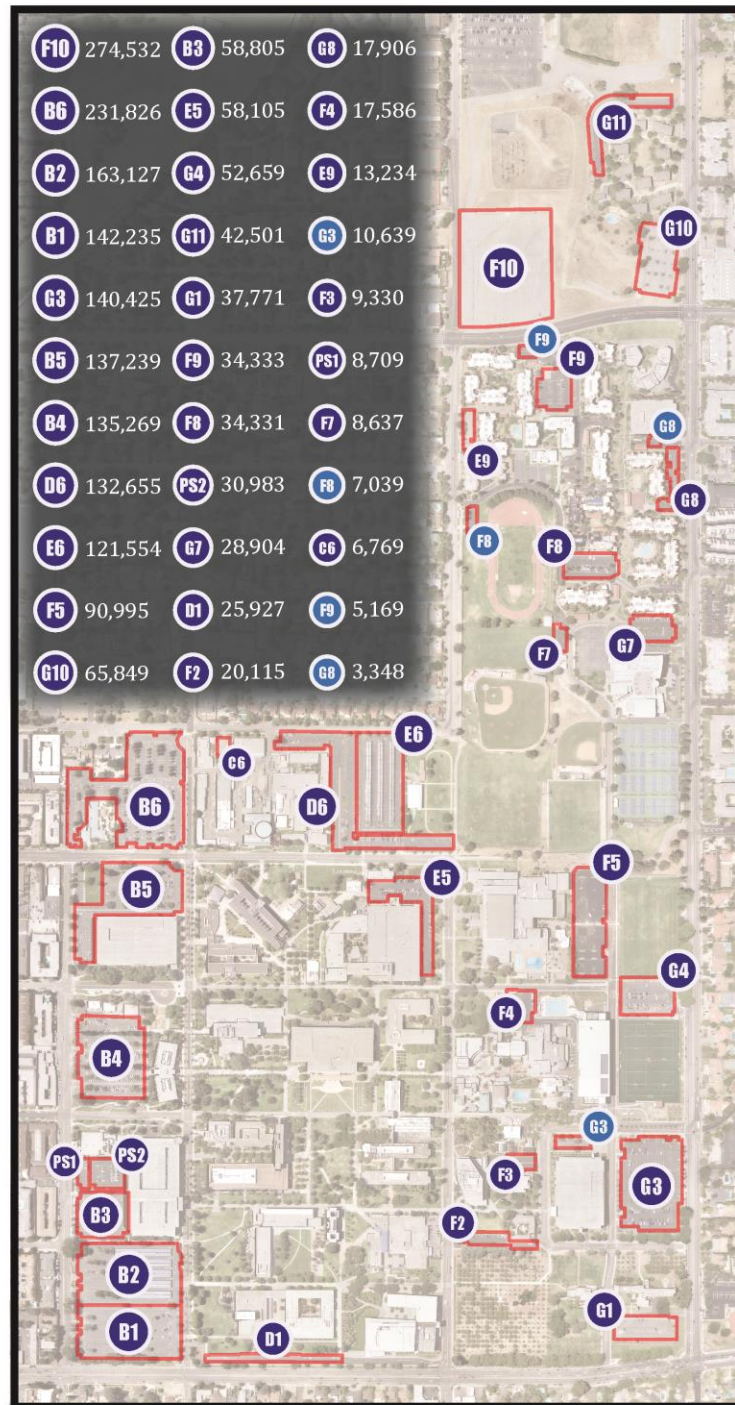 F10 274,532 B3 58,805 G8 17,906
B6 231,826 E5 58,105 F4 17,586
B2 163,127 G4 52,659 E9 13,234
B1 142,235 G11 42,501 G3 10,639
G3 140,425 G1 37,771 F3 9,330
B5 137,239 F9 34,333 PS1 8,709
B4 135,269 F8 34,331 F7 8,637
D6 132,655 PS2 30,983 F8 7,039
E6 121,554 G7 28,904 C6 6,769
F5 90,995 D1 25,927 F9 5,169
G10 65,849 F2 20,115 G8 3,348
G11
G10
F10
F9
F9
G8
E9
G8
F8
F8
F7
G7
E6
C6
B6
D6
F5
B5
E5
G4
F4
B4
G3
PS1
PS2
F3
G3
B3
F2
B2
G1
B1
D1